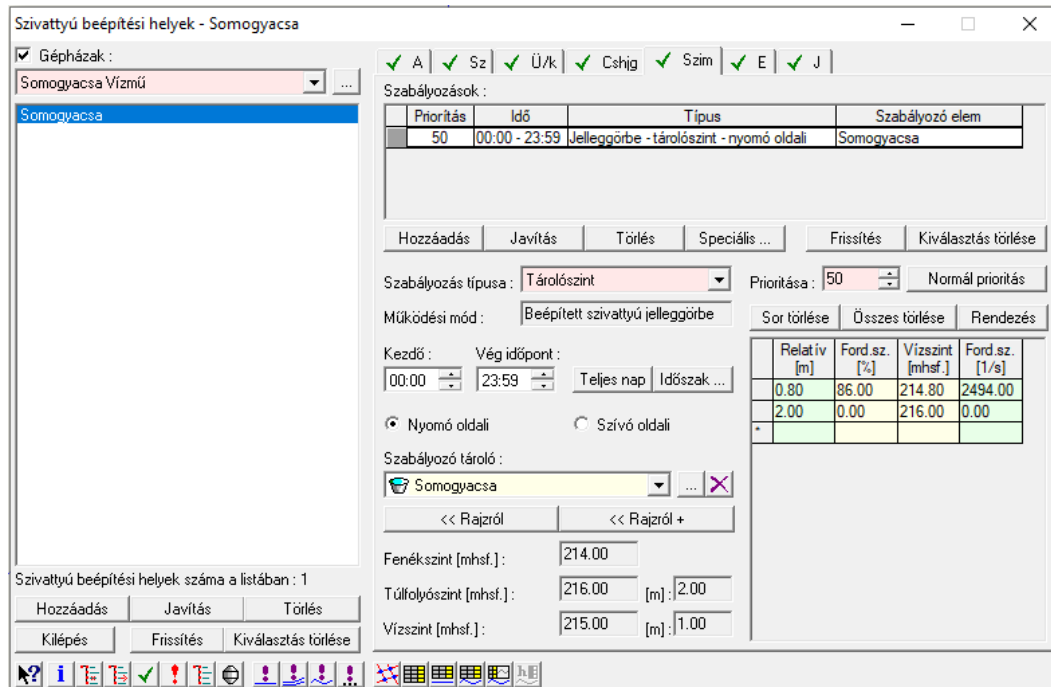 Szivattyú beépítési helyek - Somogyacsa
Gépházak :
Somogyacsa Vízmű
...
Somogyacsa
Szivattyú beépítési helyek száma a listában : 1
Hozzáadás Javítás Törlés
Kilépés Frissítés Kiválasztás törlése
A Sz Ü/k Cshjg Szim E J
Szabályozások :
Prioritás Idő Típus Szabályozó elem
50 00:00 - 23:59 Jelleggörbe - tárolószint - nyomó oldali Somogyacsa
Hozzáadás Javítás Törlés Speciális ... Frissítés Kiválasztás törlése
Szabályozás típusa : Tárolószint
Prioritása : 50 Normál prioritás
Működési mód : Beépített szivattyú jelleggörbe
Sor törlése Összes törlése Rendezés
Kezdő : Vég időpont :
00:00 23:59 Teljes nap Időszak ...
Nyomó oldali Szívó oldali
Szabályozó tároló :
Somogyacsa ...
<< Rajzról << Rajzról +
Fenékszint [mhsf.] : 214.00
Túlfolyószint [mhsf.] : 216.00 [m] : 2.00
Vízszint [mhsf.] : 215.00 [m] : 1.00
Relatív Ford.sz. Vízszint Ford.sz.
[m] [%] [mhsf.] [1/s]
0.80 86.00 214.80 2494.00
2.00 0.00 216.00 0.00
*